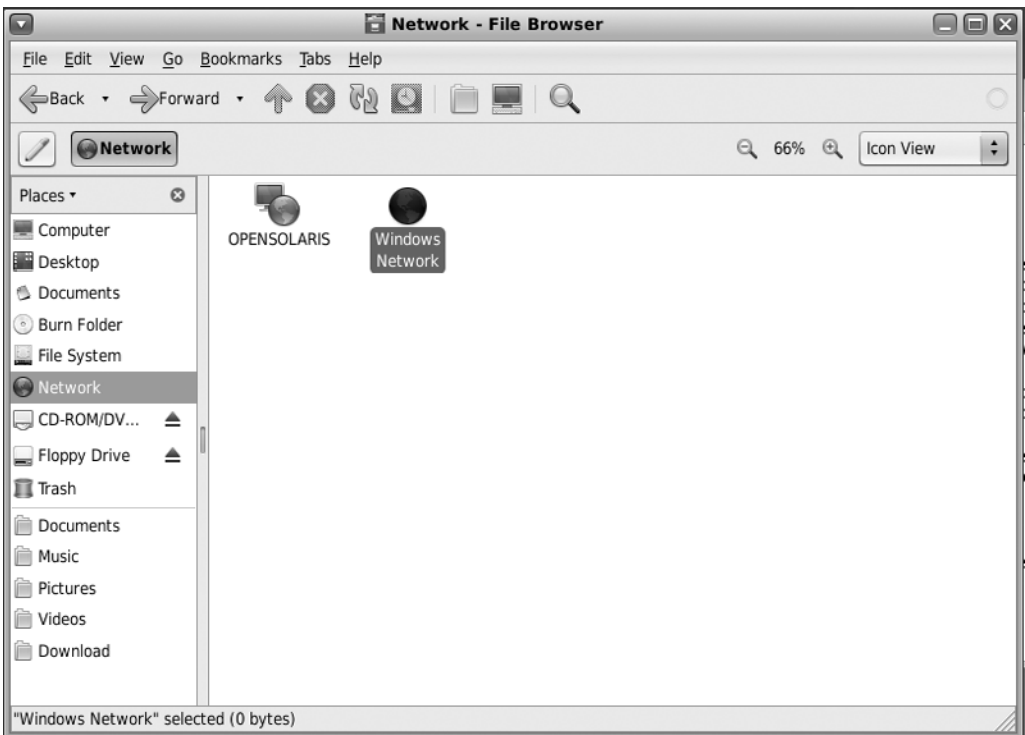 Network - File Browser
File Edit View Go Bookmarks Tabs Help
Back Forward
Network 66% Icon View
Places
Computer
Desktop
Documents
Burn Folder
File System
Network
CD-ROM/DV...
Floppy Drive
Trash
Documents
Music
Pictures
Videos
Download
OPENSOLARIS
Windows
Network
"Windows Network" selected (0 bytes)